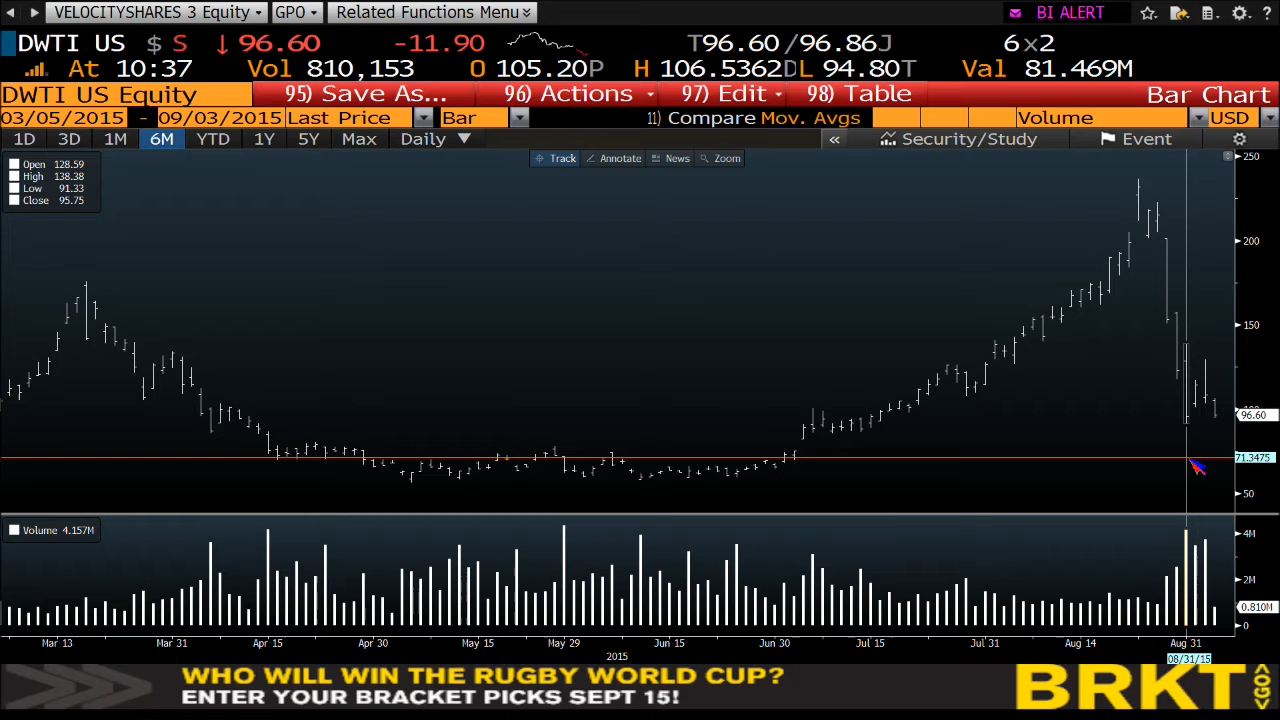 VELOCITYSHARES 3 Equity GPO Related Functions Menu BI ALERT ?
DWTI US $ S ↓ 96.60 -11.90 T96.60 /96.86J 6x2
At 10:37 Vol 810,153 O 105.20P H 106.5362D L 94.80T Val 81.469M
DWTI US Equity 95) Save As... 96) Actions 97) Edit 98) Table Bar Chart
03/05/2015 - 09/03/2015 Last Price Bar 11) Compare Mov. Avgs Volume USD
1D 3D 1M 6M YTD 1Y 5Y Max Daily ▼ « Security/Study Event
Track Annotate News Zoom
Open 128.59
High 138.38
Low 91.33
Close 95.75
250
200
150
96.60
71.3475
50
Volume 4.157M
4M
2M
0.810M
0
Mar 13 Mar 31 Apr 15 Apr 30 May 15 May 29 Jun 15 Jun 30 Jul 15 Jul 31 Aug 14 Aug 31
2015 08/31/15
WHO WILL WIN THE RUGBY WORLD CUP?
ENTER YOUR BRACKET PICKS SEPT 15!
BRKT <GO>